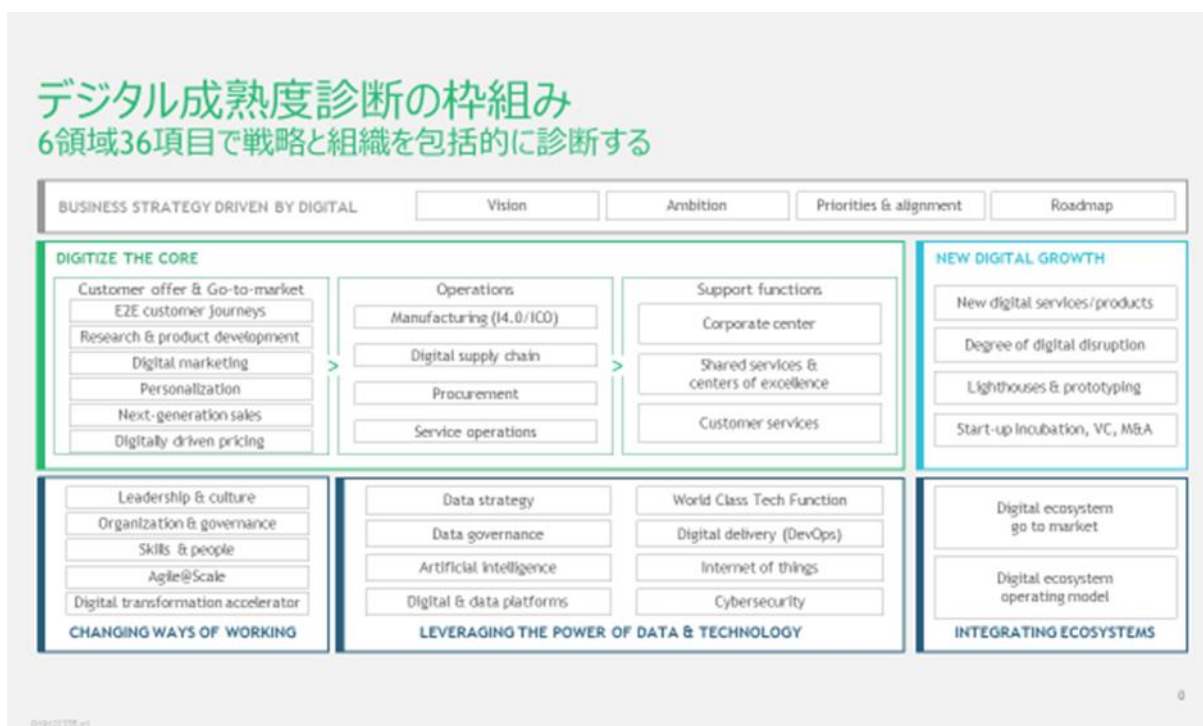 デジタル成熟度診断の枠組み
6領域36項目で戦略と組織を包括的に診断する
BUSINESS STRATEGY DRIVEN BY DIGITAL
Vision
Ambition
Priorities & alignment
Roadmap
DIGITIZE THE CORE
Customer offer & Go-to-market
E2E customer journeys
Research & product development
Digital marketing
Personalization
Next-generation sales
Digitally driven pricing
>
Operations
Manufacturing (I4.0/ICO)
Digital supply chain
Procurement
Service operations
>
Support functions
Corporate center
Shared services &
centers of excellence
Customer services
NEW DIGITAL GROWTH
New digital services/products
Degree of digital disruption
Lighthouses & prototyping
Start-up Incubation, VC, M&A
Leadership & culture
Organization & governance
Skills & people
Agile@Scale
Digital transformation accelerator
CHANGING WAYS OF WORKING
Data strategy
Data governance
Artificial intelligence
Digital & data platforms
World Class Tech Function
Digital delivery (DevOps)
Internet of things
Cybersecurity
LEVERAGING THE POWER OF DATA & TECHNOLOGY
Digital ecosystem
go to market
Digital ecosystem
operating model
INTEGRATING ECOSYSTEMS
0